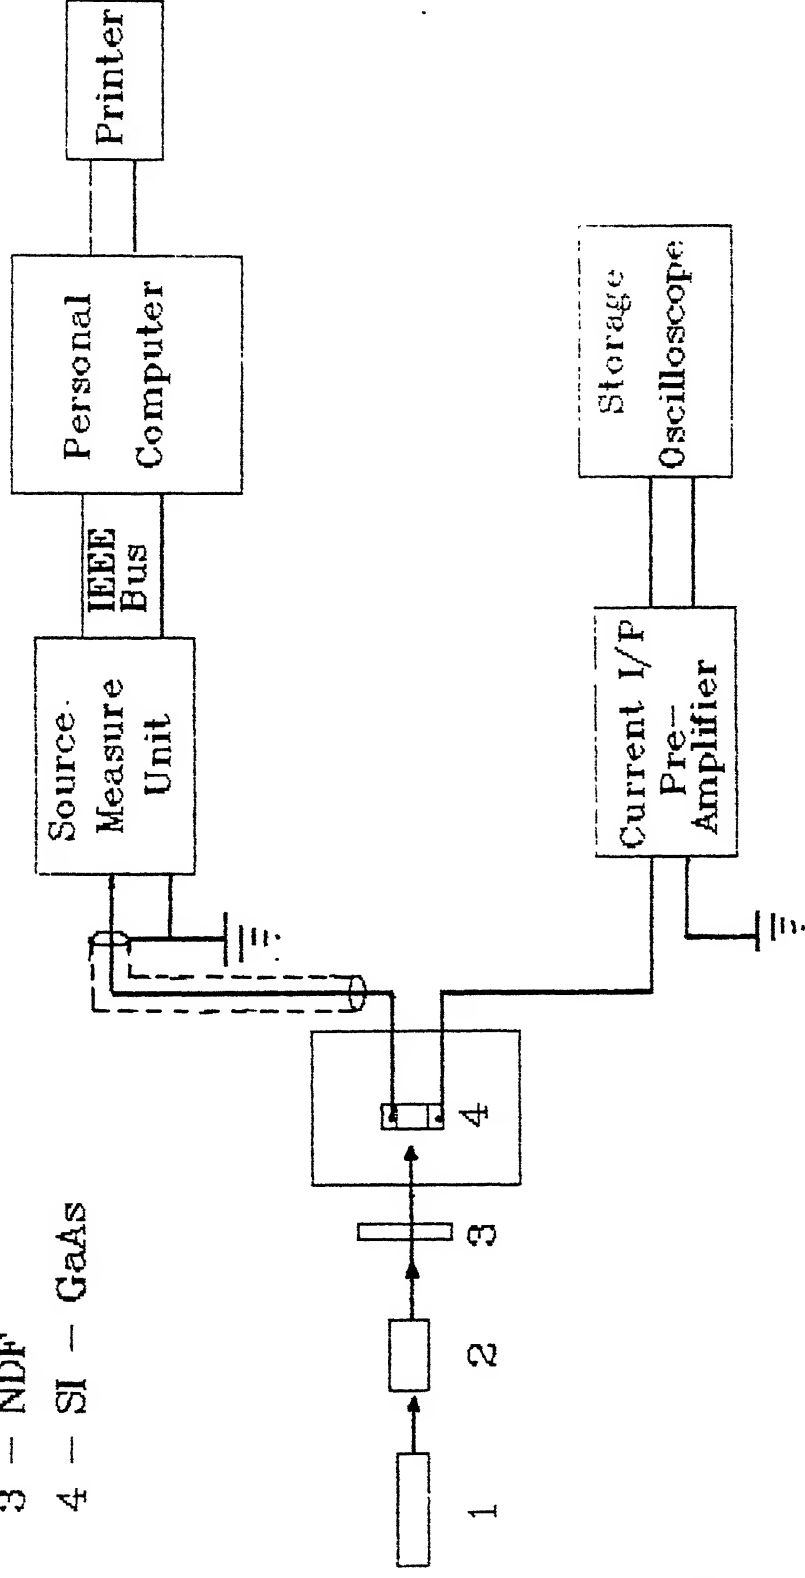 3 - NDF
4 - SI - GaAs
Source-
Measure
Unit
IEEE
Bus
Personal
Computer
Printer
1
2
3
4
Current I/P
Pre-
Amplifier
Storage
Oscilloscope